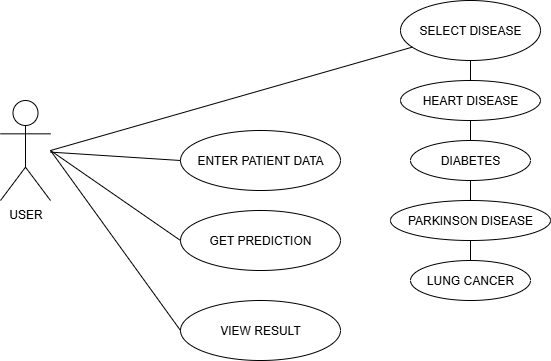 SELECT DISEASE
HEART DISEASE
ENTER PATIENT DATA
DIABETES
USER
PARKINSON DISEASE
GET PREDICTION
LUNG CANCER
VIEW RESULT